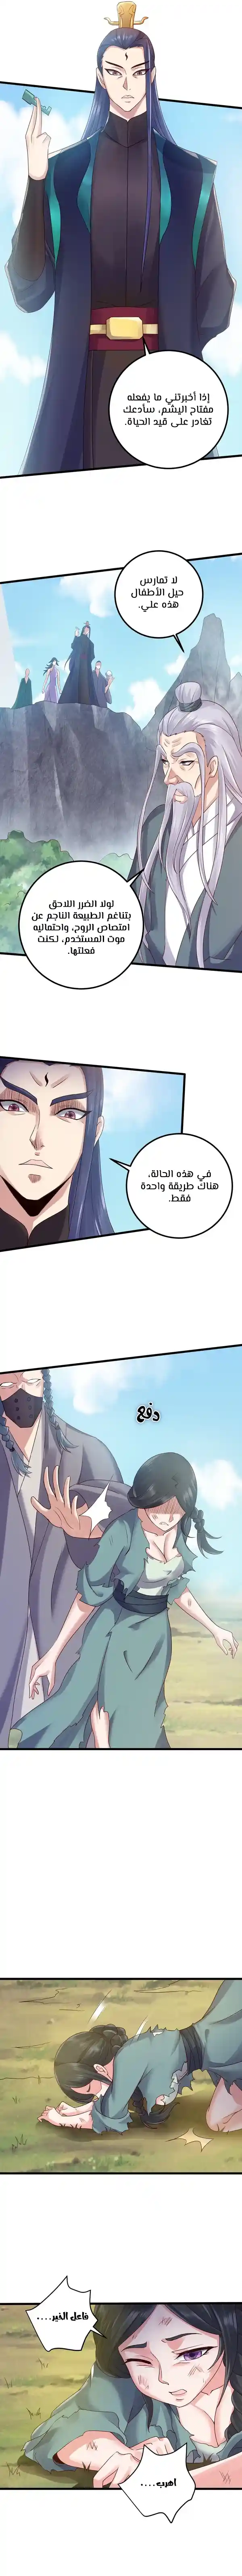 إذا أخبرتني ما يفعله
مفتاح اليشم، سأدعك
تغادر على قيد الحياة.
لا تمارس
حيل الأطفال
هذه علي.
لولا الضرر اللاحق
بتناغم الطبيعة الناجم عن
امتصاص الروح، واحتماليه
موت المستخدم، لكنت
فعلتها.
في هذه الحالة،
هناك طريقة واحدة
فقط.
دفع
فاعل الخير....
اهرب....